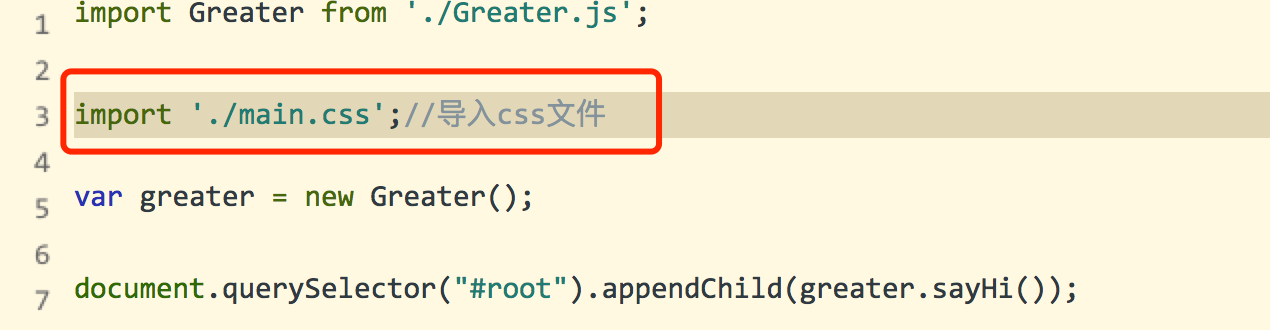 1 import Greater from './Greater.js';
2
3 import './main.css';//导入css文件
4
5 var greater = new Greater();
6
7 document.querySelector("#root").appendChild(greater.sayHi());